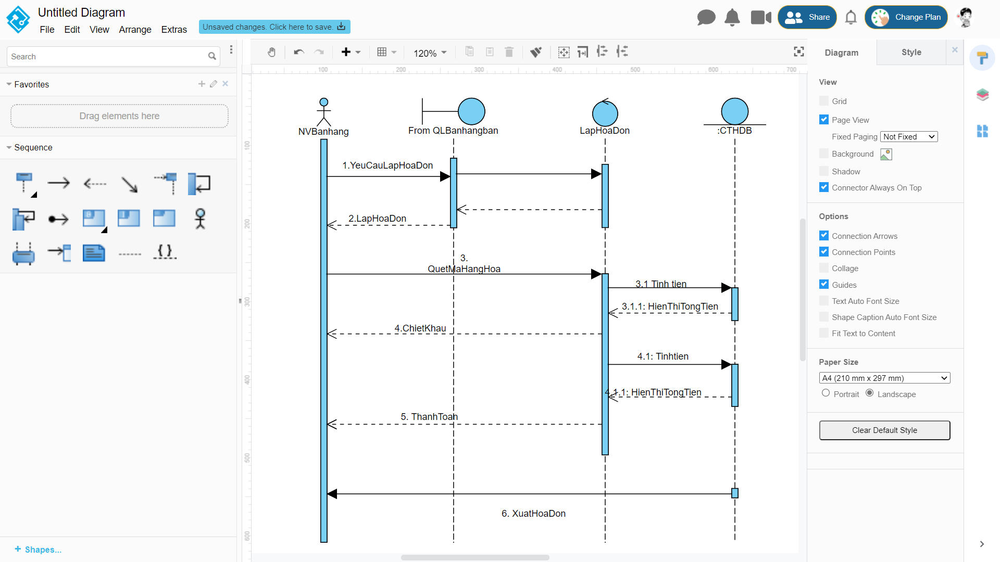 Untitled Diagram
File Edit View Arrange Extras
Unsaved changes. Click here to save.
Share
Change Plan
Search
120%
Diagram
Style
100 200 300 400 500 600 700
Favorites
Drag elements here
Sequence
Shapes...
100
200
300
400
500
600
NVBanhang
From QLBanhangban
LapHoaDon
:CTHDB
1.YeuCauLapHoaDon
2.LapHoaDon
3.
QuetMaHangHoa
3.1 Tinh tien
3.1.1: HienThiTongTien
4.ChietKhau
4.1: Tinhtien
4.1.1: HienThiTongTien
5. ThanhToan
6. XuatHoaDon
View
Grid
Page View
Fixed Paging Not Fixed
Background
Shadow
Connector Always On Top
Options
Connection Arrows
Connection Points
Collage
Guides
Text Auto Font Size
Shape Caption Auto Font Size
Fit Text to Content
Paper Size
A4 (210 mm x 297 mm)
Portrait Landscape
Clear Default Style